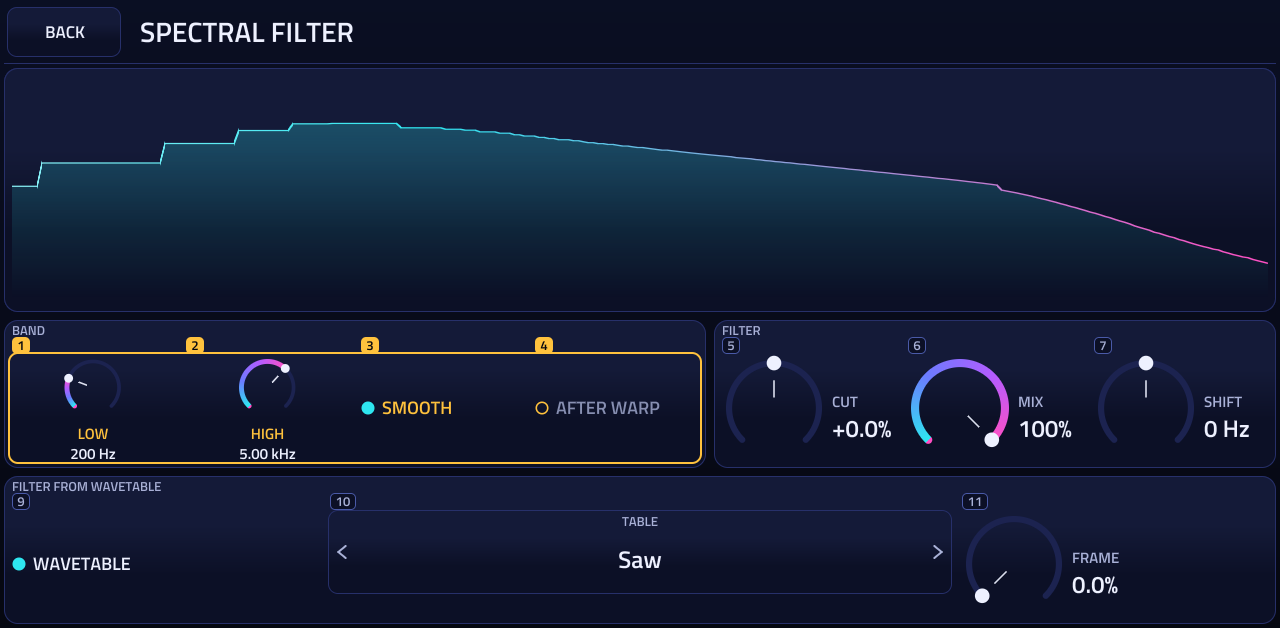 BACK
SPECTRAL FILTER
BAND
1
2
3
4
LOW
200 Hz
HIGH
5.00 kHz
SMOOTH
AFTER WARP
FILTER
5
6
7
CUT
+0.0%
MIX
100%
SHIFT
0 Hz
FILTER FROM WAVETABLE
9
10
11
WAVETABLE
TABLE
Saw
FRAME
0.0%